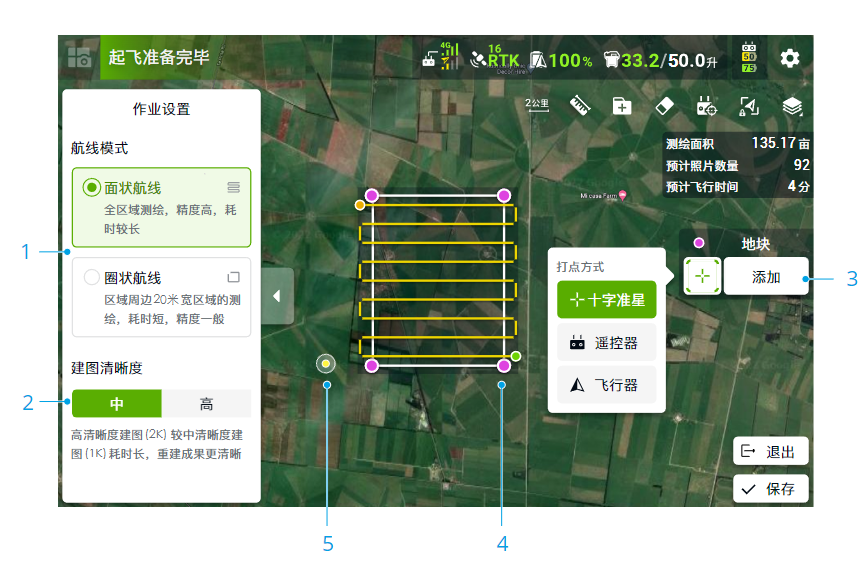 起飞准备完毕
4G
16
RTK
100%
33.2/50.0升
50
75
作业设置
航线模式
面状航线
全区域测绘，精度高，耗
时较长
圈状航线
区域周边20米宽区域的测
绘，耗时短，精度一般
建图清晰度
中
高
高清晰度建图(2K) 较中清晰度建
图(1K)耗时长，重建成果更清晰
2公里
测绘面积 135.17亩
预计照片数量 92
预计飞行时间 4分
Mi casa Farm
地块
添加
打点方式
十字准星
遥控器
飞行器
退出
保存
1
2
3
4
5